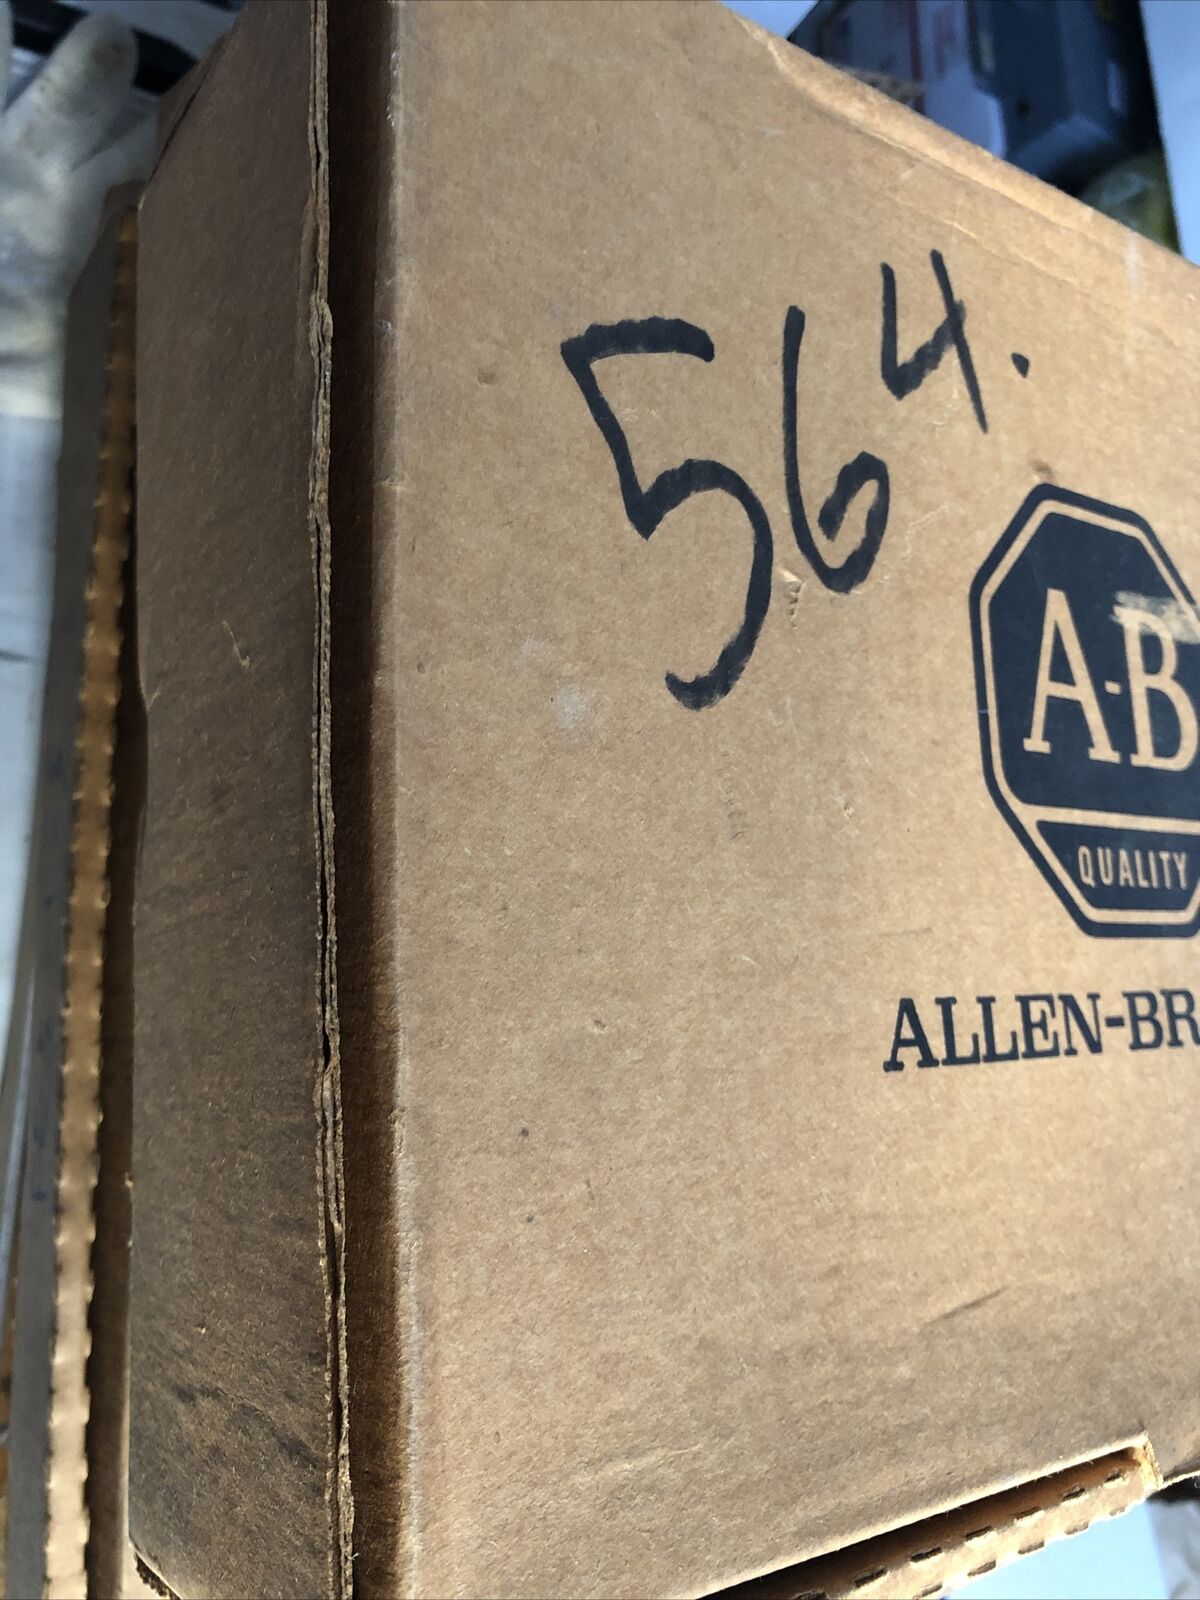 564.
A-B
QUALITY
ALLEN-BR